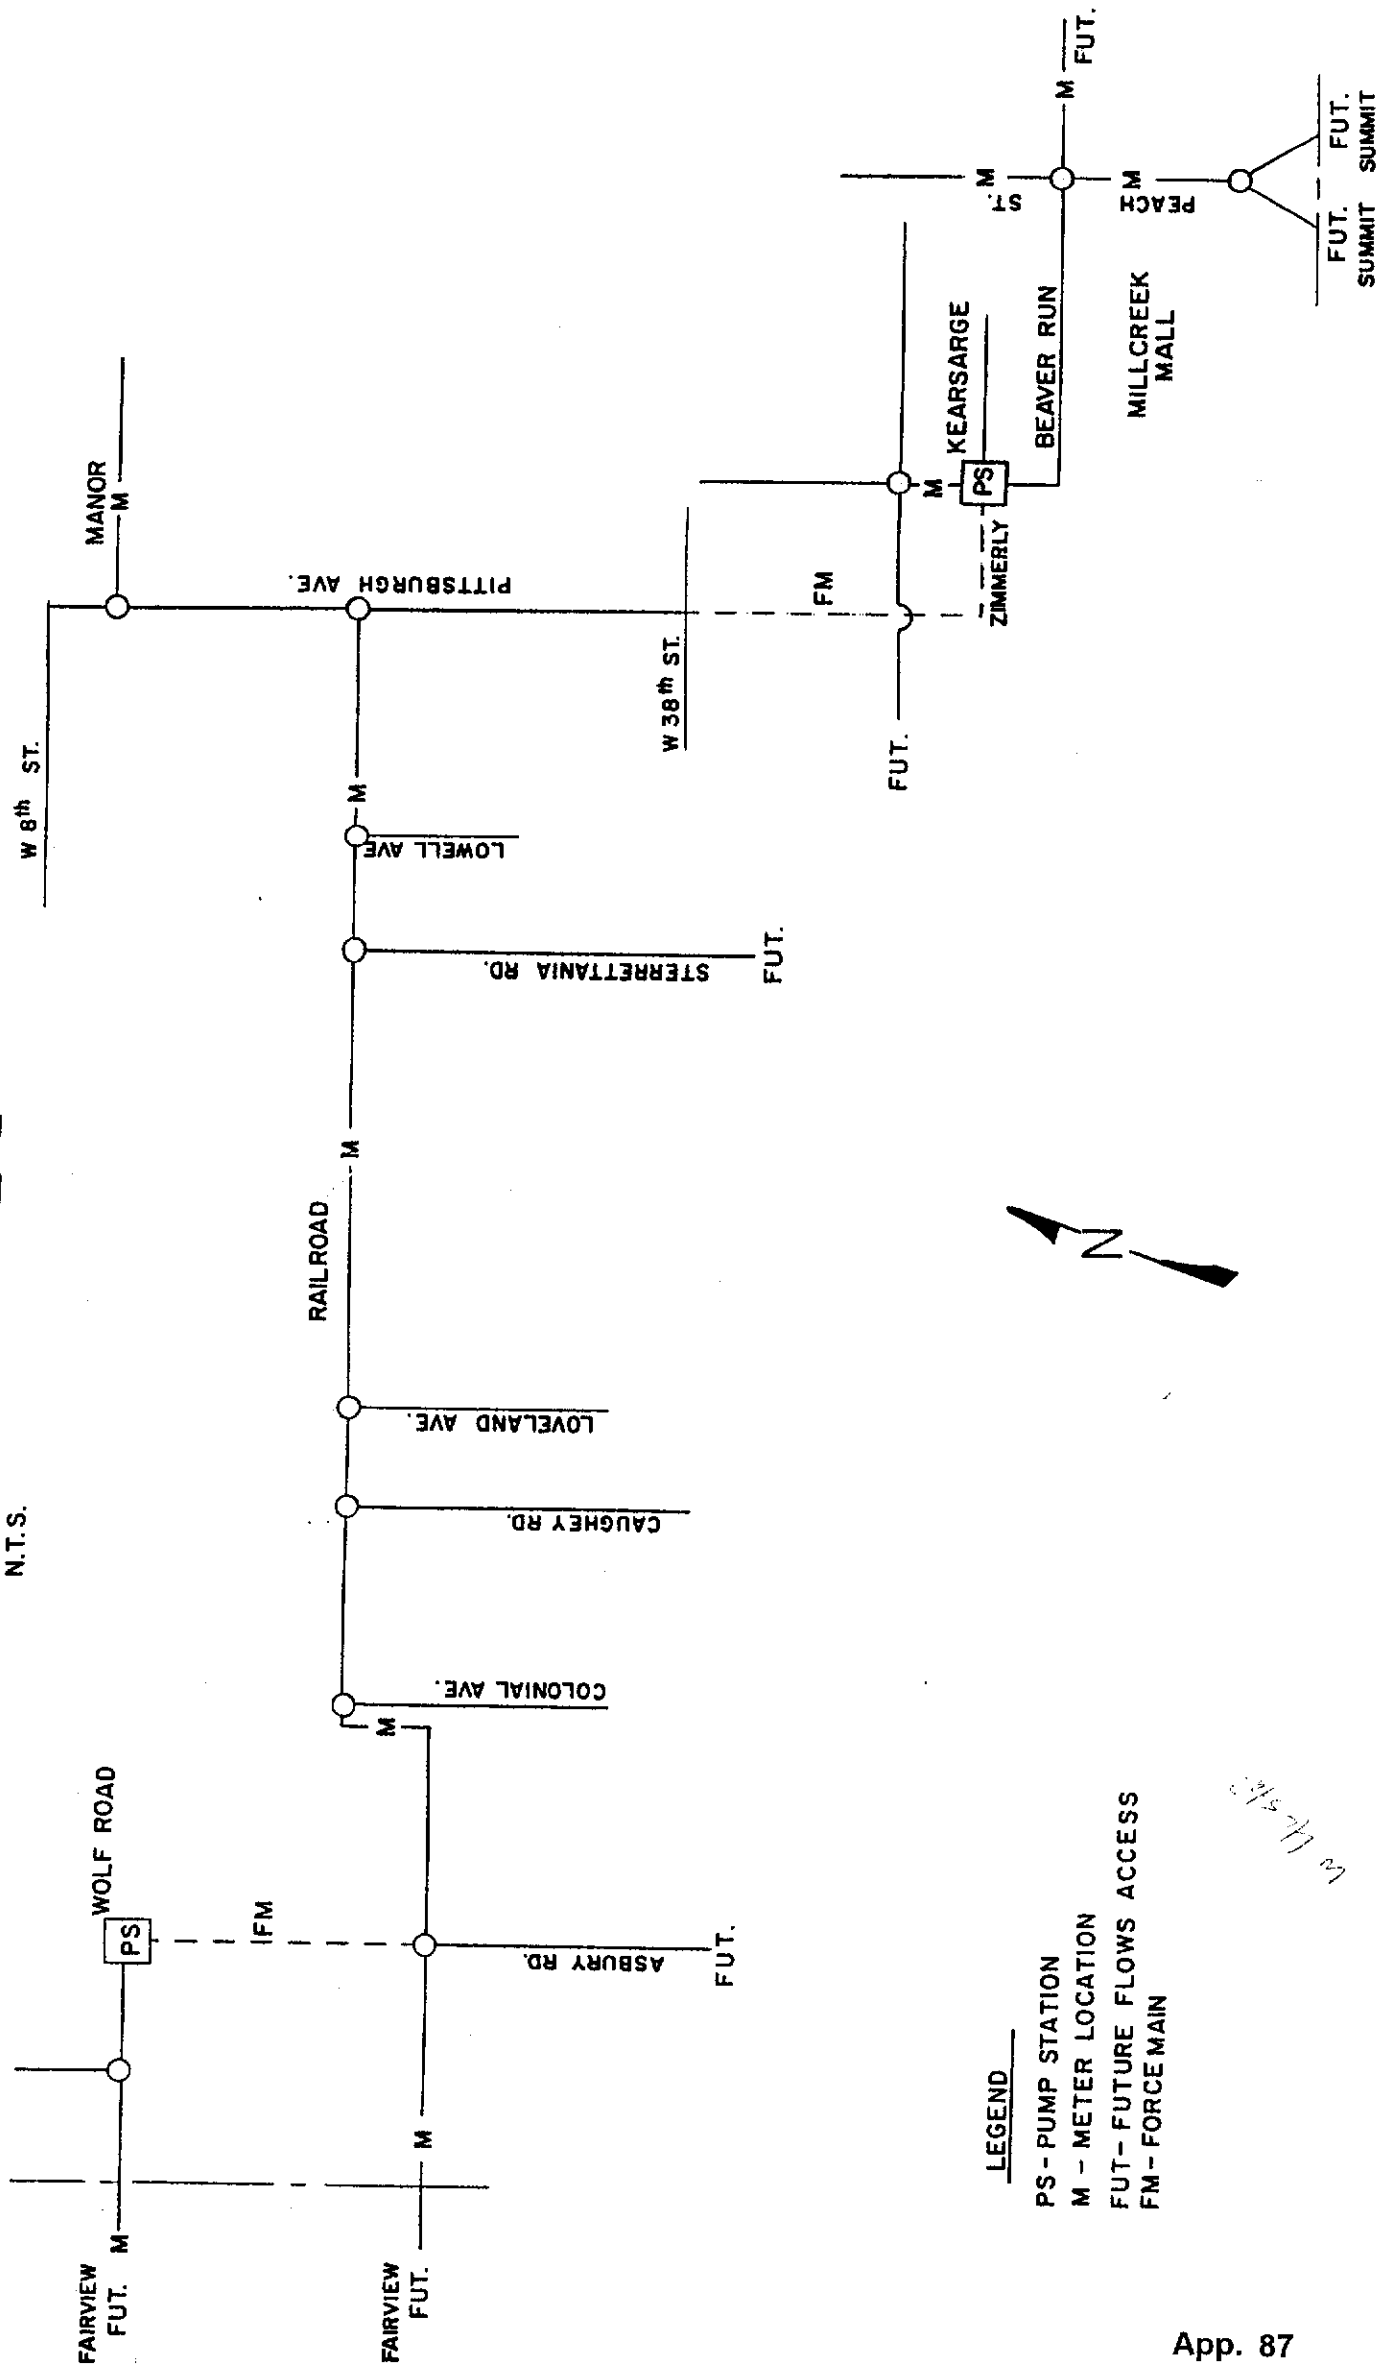 N.T.S.
W 8th ST.
MANOR
M
PITTSBURGH AVE.
M
LOWELL AVE
STERRETTANIA RD.
FUT.
RAILROAD
M
LOVELAND AVE.
CAUGHEY RD.
COLONIAL AVE.
M
WOLF ROAD
PS
FM
ASBURY RD.
FUT.
M
FAIRVIEW
FUT.
M
FAIRVIEW
FUT.
W 38th ST.
FM
FUT.
ZIMMERLY
M
PS
KEARSARGE
BEAVER RUN
MILLCREEK
MALL
M
ST.
M
PEACH
M
FUT.
FUT.
SUMMIT
FUT.
SUMMIT
N
LEGEND
PS - PUMP STATION
M - METER LOCATION
FUT - FUTURE FLOWS ACCESS
FM - FORCE MAIN
App. 87